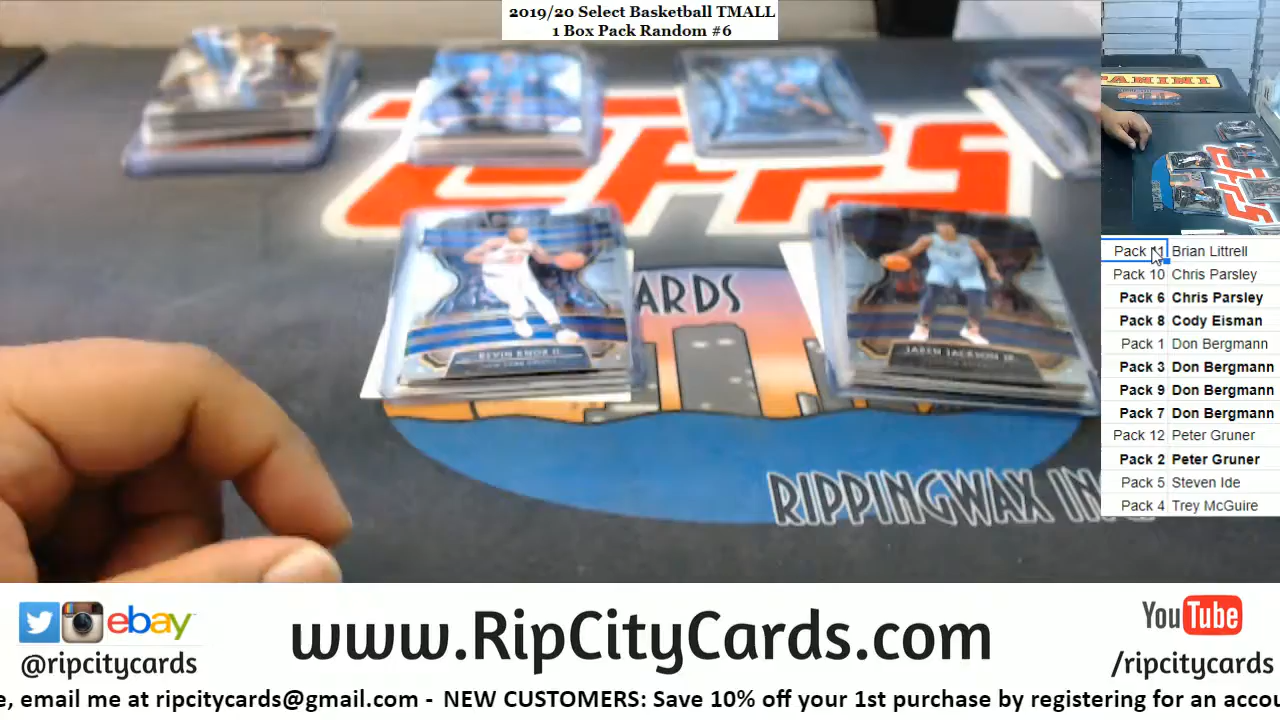 2019/20 Select Basketball TMALL
1 Box Pack Random #6
PANINI
ARDS
KEVIN KNOX II
JAREN JACKSON JR.
RIPPINGWAX IN
Pack 11 Brian Littrell
Pack 10 Chris Parsley
Pack 6 Chris Parsley
Pack 8 Cody Eisman
Pack 1 Don Bergmann
Pack 3 Don Bergmann
Pack 9 Don Bergmann
Pack 7 Don Bergmann
Pack 12 Peter Gruner
Pack 2 Peter Gruner
Pack 5 Steven Ide
Pack 4 Trey McGuire
ebay
@ripcitycards
www.RipCityCards.com
YouTube
/ripcitycards
e, email me at ripcitycards@gmail.com - NEW CUSTOMERS: Save 10% off your 1st purchase by registering for an accou